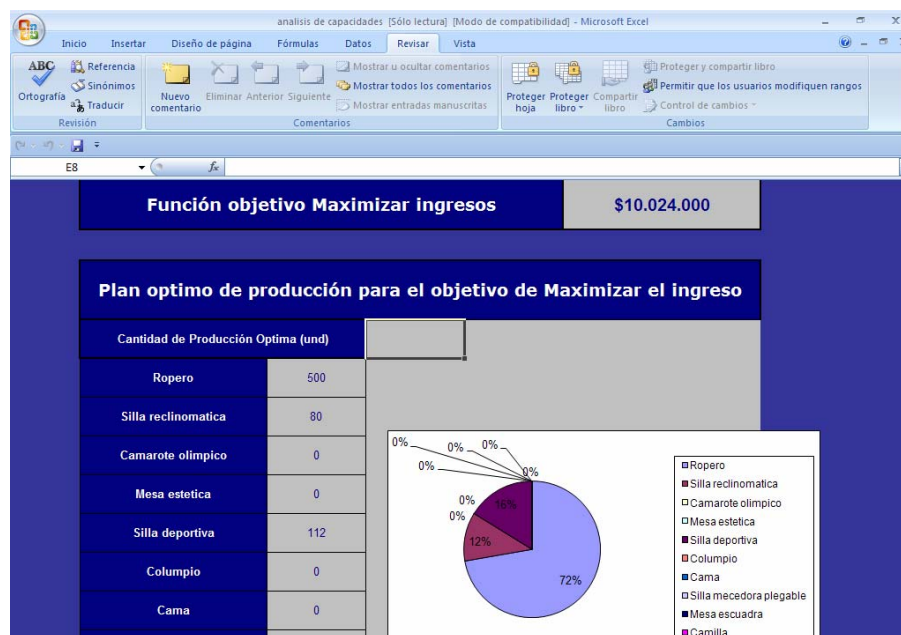 analisis de capacidades [Sólo lectura] [Modo de compatibilidad] - Microsoft Excel
Inicio Insertar Diseño de página Fórmulas Datos Revisar Vista
ABC
Ortografía
Referencia
Sinónimos
Traducir
Revisión
Nuevo comentario
Eliminar
Anterior
Siguiente
Mostrar u ocultar comentarios
Mostrar todos los comentarios
Mostrar entradas manuscritas
Comentarios
Proteger hoja
Proteger libro
Compartir libro
Proteger y compartir libro
Permitir que los usuarios modifiquen rangos
Control de cambios
Cambios
E8 fx
Función objetivo Maximizar ingresos $10.024.000
Plan optimo de producción para el objetivo de Maximizar el ingreso
Cantidad de Producción Optima (und)
Ropero 500
Silla reclinomatica 80
Camarote olimpico 0
Mesa estetica 0
Silla deportiva 112
Columpio 0
Cama 0
0%
0%
0%
0%
0%
0%
0%
0%
16%
12%
72%
Ropero
Silla reclinomatica
Camarote olimpico
Mesa estetica
Silla deportiva
Columpio
Cama
Silla mecedora plegable
Mesa escuadra
Camilla